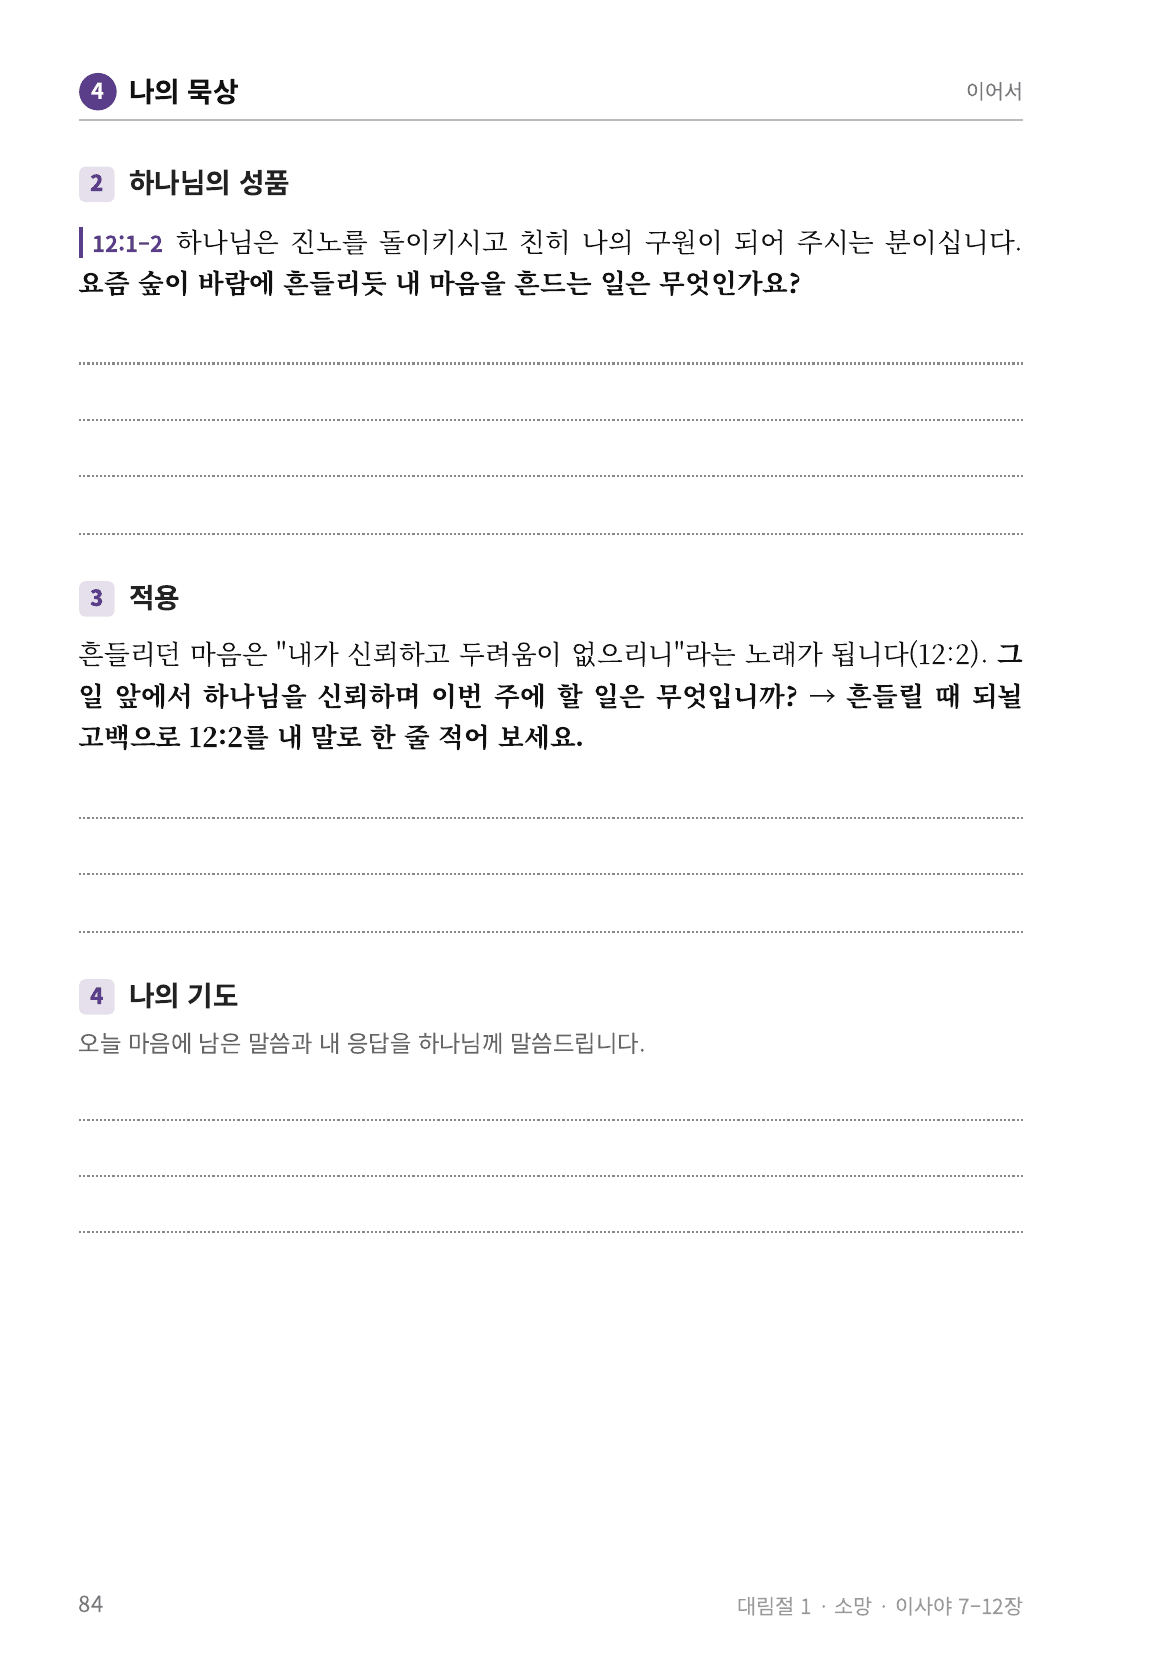 4 나의 묵상
이어서
2 하나님의 성품
12:1–2 하나님은 진노를 돌이키시고 친히 나의 구원이 되어 주시는 분이십니다.
요즘 숲이 바람에 흔들리듯 내 마음을 흔드는 일은 무엇인가요?
3 적용
흔들리던 마음은 "내가 신뢰하고 두려움이 없으리니"라는 노래가 됩니다(12:2). 그
일 앞에서 하나님을 신뢰하며 이번 주에 할 일은 무엇입니까? → 흔들릴 때 되뇔
고백으로 12:2를 내 말로 한 줄 적어 보세요.
4 나의 기도
오늘 마음에 남은 말씀과 내 응답을 하나님께 말씀드립니다.
84
대림절 1 · 소망 · 이사야 7–12장